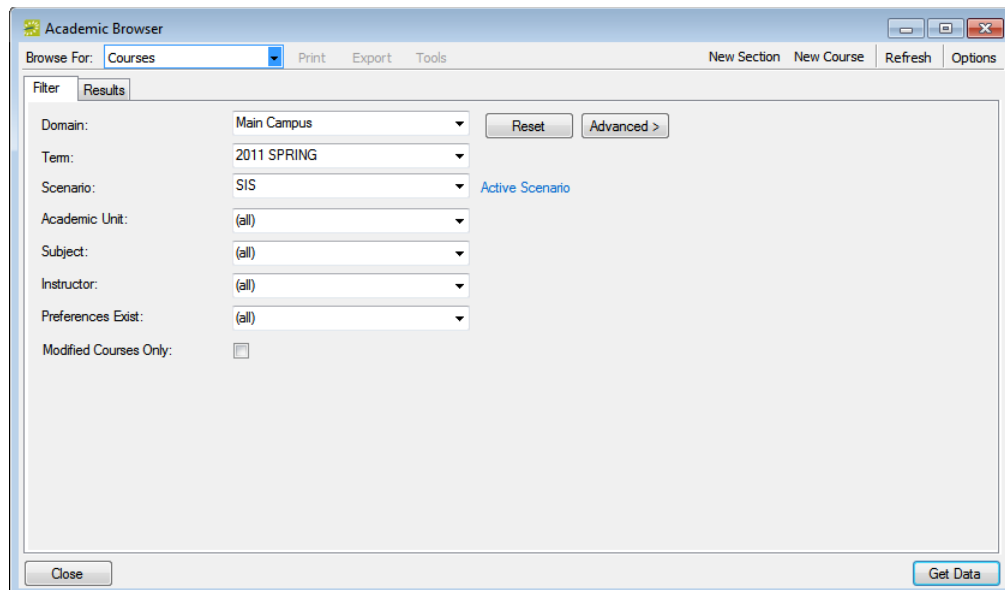 Academic Browser
Browse For: Courses Print Export Tools New Section New Course Refresh Options
Filter Results
Domain: Main Campus Reset Advanced >
Term: 2011 SPRING
Scenario: SIS Active Scenario
Academic Unit: (all)
Subject: (all)
Instructor: (all)
Preferences Exist: (all)
Modified Courses Only:
Close Get Data